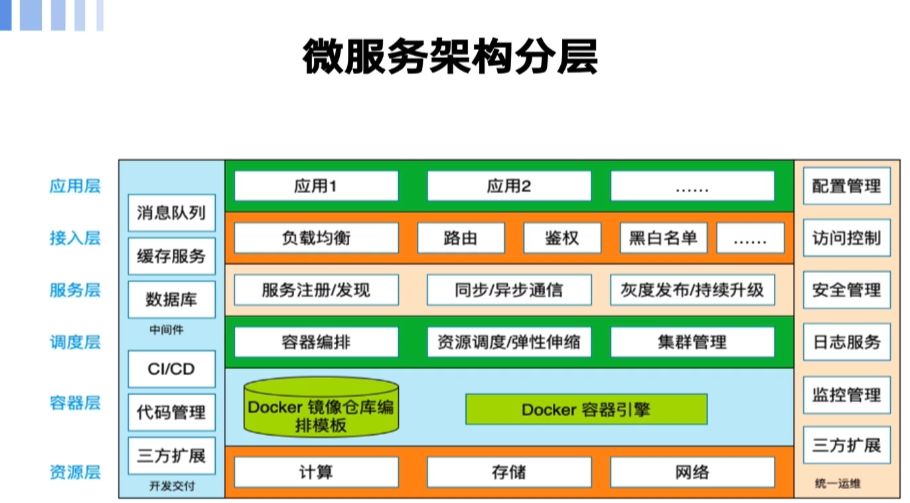 微服务架构分层
应用层
接入层
服务层
调度层
容器层
资源层
消息队列
缓存服务
数据库
中间件
CI/CD
代码管理
三方扩展
开发交付
应用1
应用2
......
负载均衡
路由
鉴权
黑白名单
......
服务注册/发现
同步/异步通信
灰度发布/持续升级
容器编排
资源调度/弹性伸缩
集群管理
Docker 镜像仓库编
排模板
Docker 容器引擎
计算
存储
网络
配置管理
访问控制
安全管理
日志服务
监控管理
三方扩展
统一运维